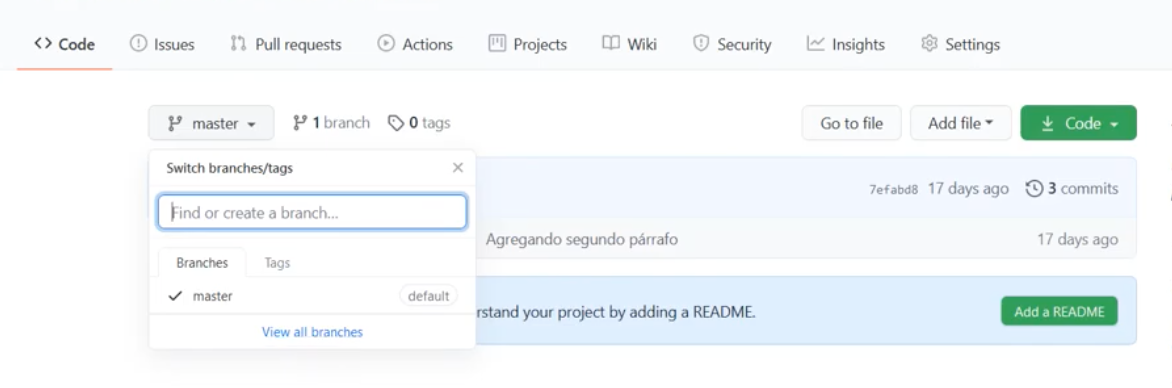 Code Issues Pull requests Actions Projects Wiki Security Insights Settings
master 1 branch 0 tags Go to file Add file Code
Switch branches/tags
7efabd8 17 days ago 3 commits
Find or create a branch...
Agregando segundo párrafo 17 days ago
Branches Tags
master default
rstand your project by adding a README. Add a README
View all branches